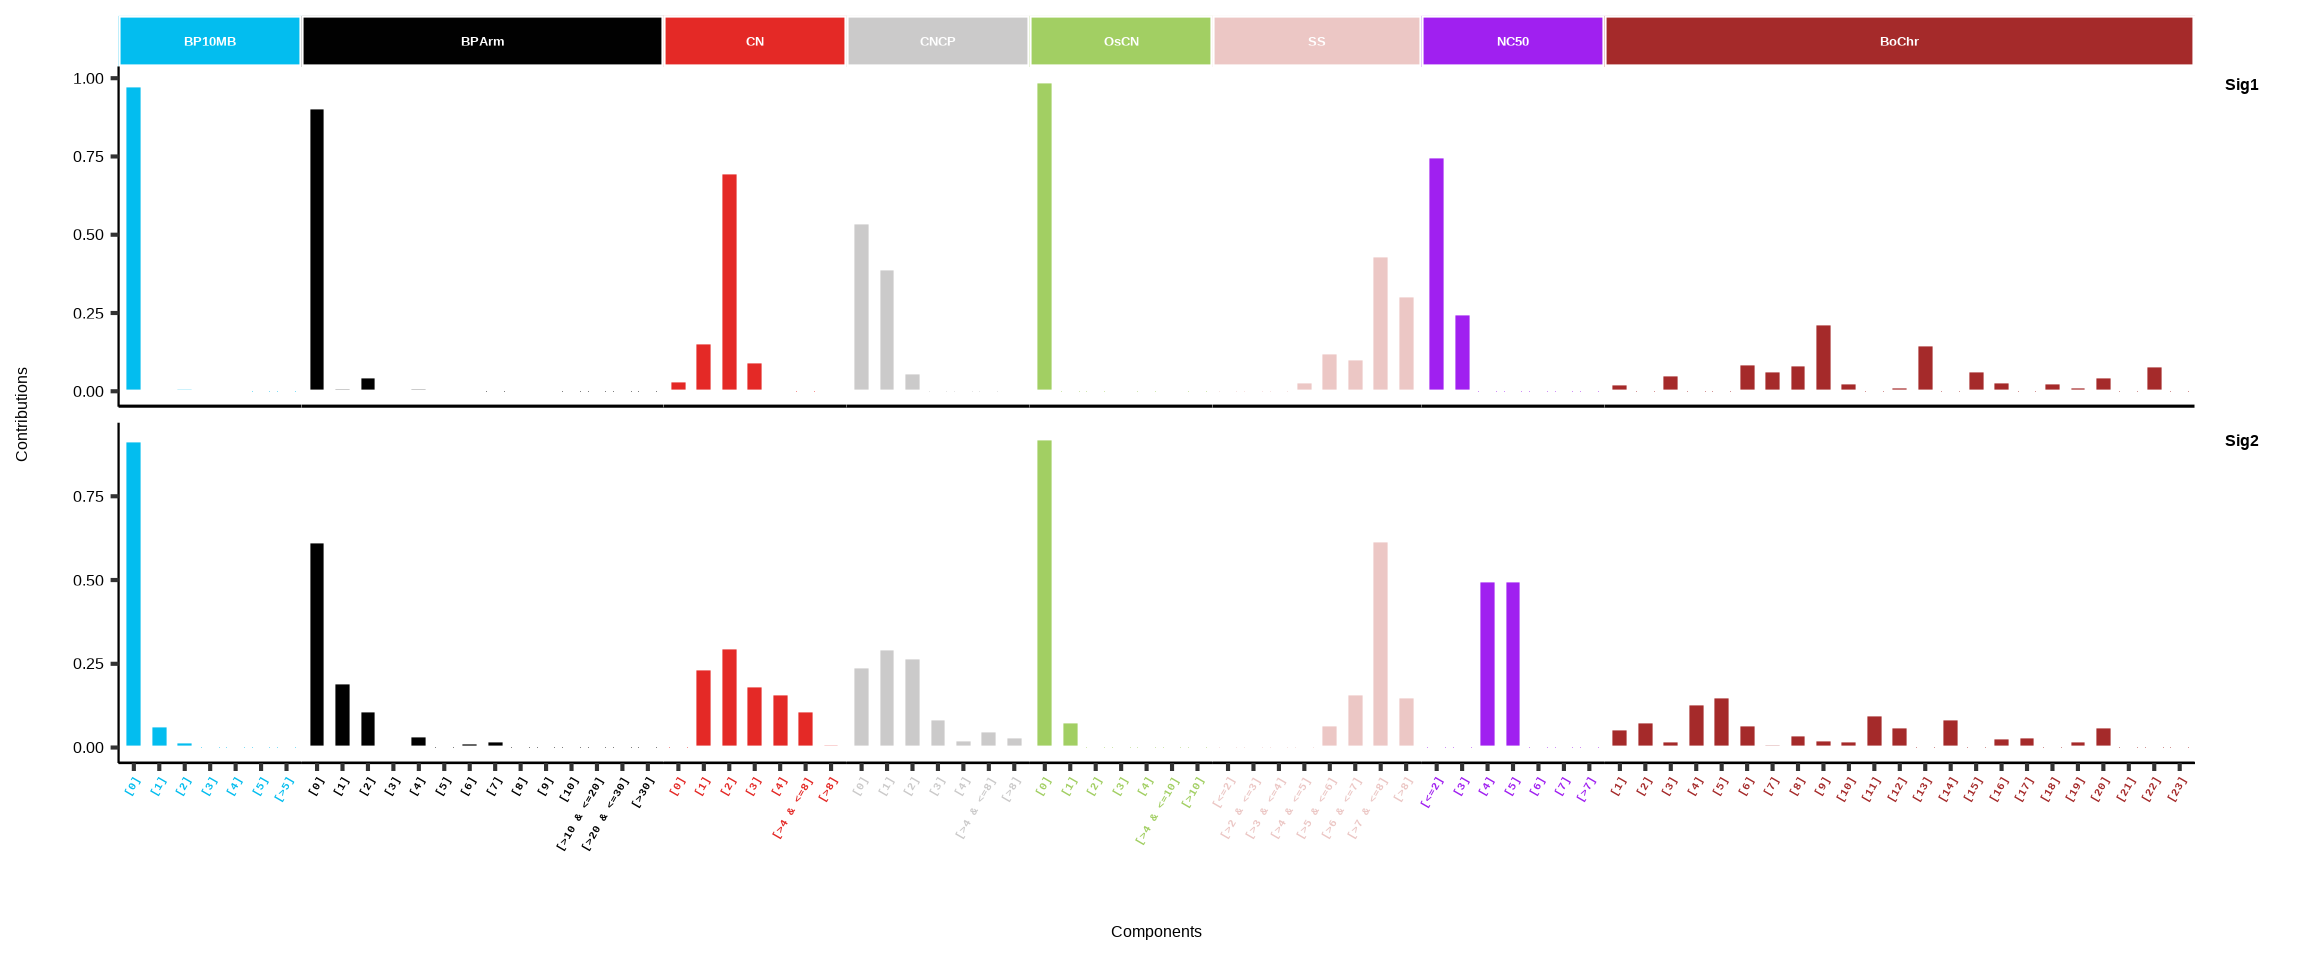 BP10MB BPArm CN CNCP OsCN SS NC50 BoChr
Sig1
1.00
0.75
0.50
0.25
0.00
Contributions
Sig2
0.75
0.50
0.25
0.00
[0] [1] [2] [3] [4] [5] [>5] [0] [1] [2] [3] [4] [5] [6] [7] [8] [9] [10] [>10 & <=20] [>20 & <=30] [>30] [0] [1] [2] [3] [4] [>4 & <=8] [>8] [0] [1] [2] [3] [4] [>4 & <=8] [>8] [0] [1] [2] [3] [4] [>4 & <=10] [>10] [<=2] [>2 & <=3] [>3 & <=4] [>4 & <=5] [>5 & <=6] [>6 & <=7] [>7 & <=8] [>8] [<=2] [3] [4] [5] [6] [7] [>7] [1] [2] [3] [4] [5] [6] [7] [8] [9] [10] [11] [12] [13] [14] [15] [16] [17] [18] [19] [20] [21] [22] [23]
Components